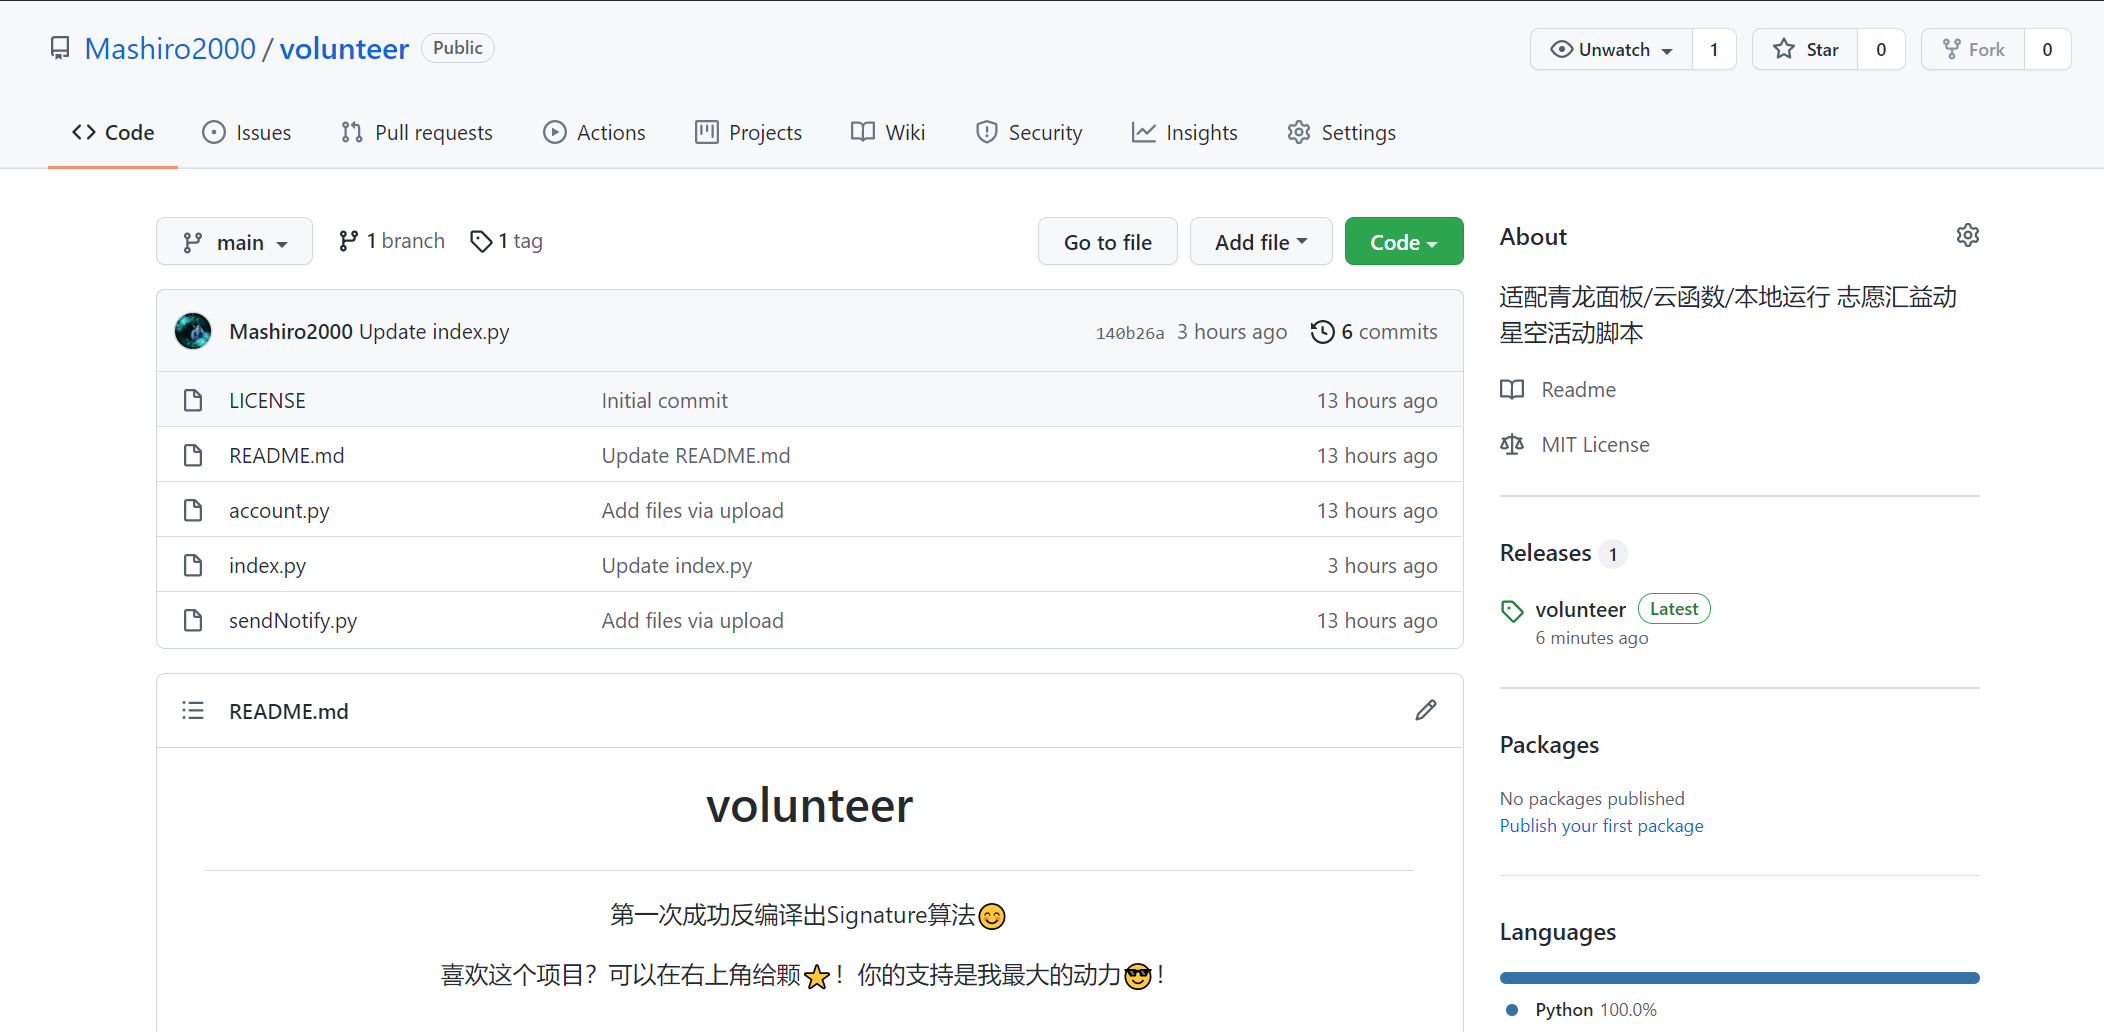 Mashiro2000 / volunteer Public
Unwatch 1 Star 0 Fork 0
Code Issues Pull requests Actions Projects Wiki Security Insights Settings
main 1 branch 1 tag Go to file Add file Code
Mashiro2000 Update index.py 140b26a 3 hours ago 6 commits
LICENSE Initial commit 13 hours ago
README.md Update README.md 13 hours ago
account.py Add files via upload 13 hours ago
index.py Update index.py 3 hours ago
sendNotify.py Add files via upload 13 hours ago
README.md
volunteer
第一次成功反编译出Signature算法😊
喜欢这个项目？可以在右上角给颗⭐！你的支持是我最大的动力😎！
About
适配青龙面板/云函数/本地运行 志愿汇益动
星空活动脚本
Readme
MIT License
Releases 1
volunteer Latest
6 minutes ago
Packages
No packages published
Publish your first package
Languages
Python 100.0%